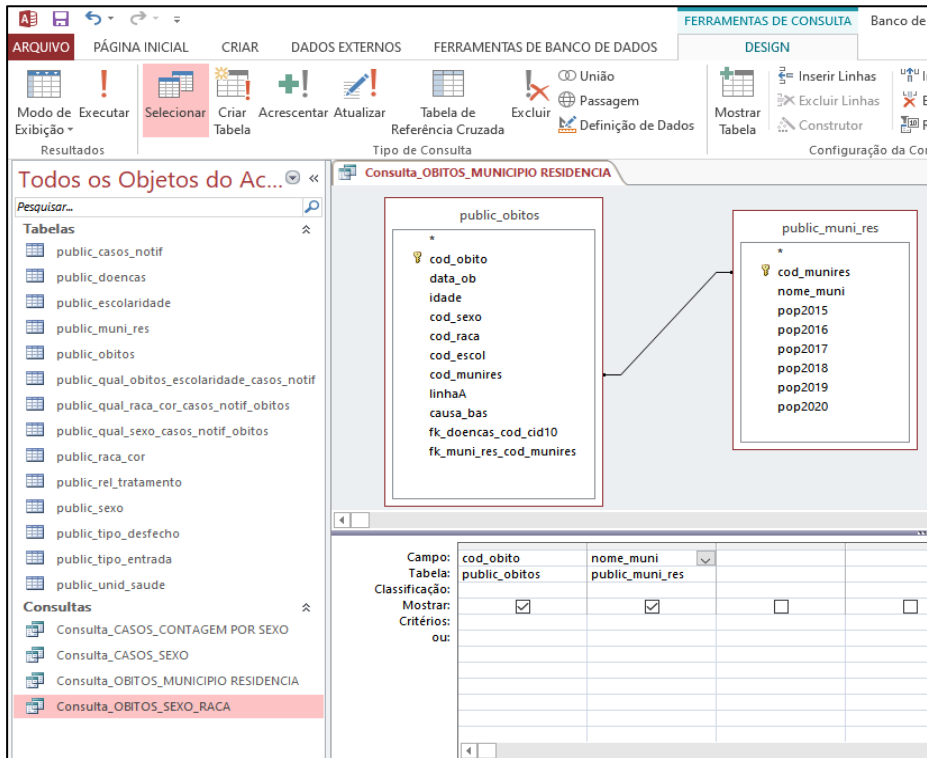 FERRAMENTAS DE CONSULTA Banco de
ARQUIVO PÁGINA INICIAL CRIAR DADOS EXTERNOS FERRAMENTAS DE BANCO DE DADOS DESIGN
Modo de Exibição
Executar
Resultados
Selecionar
Criar Tabela
Acrescentar
Atualizar
Tabela de Referência Cruzada
Excluir
União
Passagem
Definição de Dados
Tipo de Consulta
Mostrar Tabela
Inserir Linhas
Excluir Linhas
Construtor
Configuração da Con
Todos os Objetos do Ac...
Pesquisar...
Tabelas
public_casos_notif
public_doencas
public_escolaridade
public_muni_res
public_obitos
public_qual_obitos_escolaridade_casos_notif
public_qual_raca_cor_casos_notif_obitos
public_qual_sexo_casos_notif_obitos
public_raca_cor
public_rel_tratamento
public_sexo
public_tipo_desfecho
public_tipo_entrada
public_unid_saude
Consultas
Consulta_CASOS_CONTAGEM POR SEXO
Consulta_CASOS_SEXO
Consulta_OBITOS_MUNICIPIO RESIDENCIA
Consulta_OBITOS_SEXO_RACA
Consulta_OBITOS_MUNICIPIO RESIDENCIA
public_obitos
*
cod_obito
data_ob
idade
cod_sexo
cod_raca
cod_escol
cod_munires
linhaA
causa_bas
fk_doencas_cod_cid10
fk_muni_res_cod_munires
public_muni_res
*
cod_munires
nome_muni
pop2015
pop2016
pop2017
pop2018
pop2019
pop2020
Campo: cod_obito nome_muni
Tabela: public_obitos public_muni_res
Classificação:
Mostrar:
Critérios:
ou: